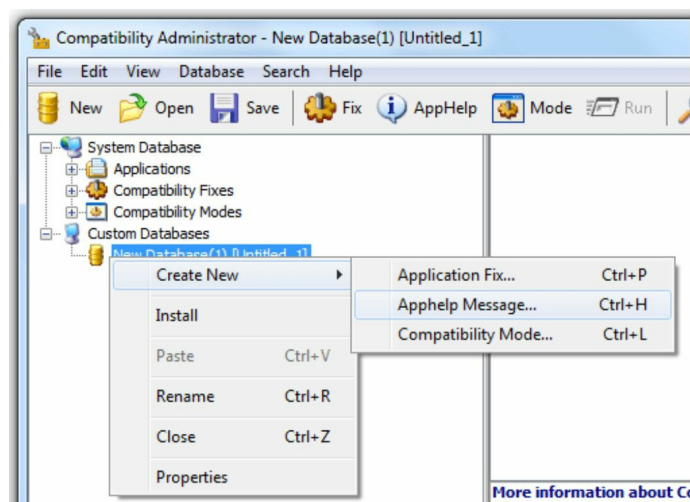 Compatibility Administrator - New Database(1) [Untitled_1]
File Edit View Database Search Help
New Open Save Fix AppHelp Mode Run
System Database
Applications
Compatibility Fixes
Compatibility Modes
Custom Databases
New Database(1) [Untitled_1]
Create New
Application Fix... Ctrl+P
Apphelp Message... Ctrl+H
Install
Compatibility Mode... Ctrl+L
Paste Ctrl+V
Rename Ctrl+R
Close Ctrl+Z
Properties
More information about